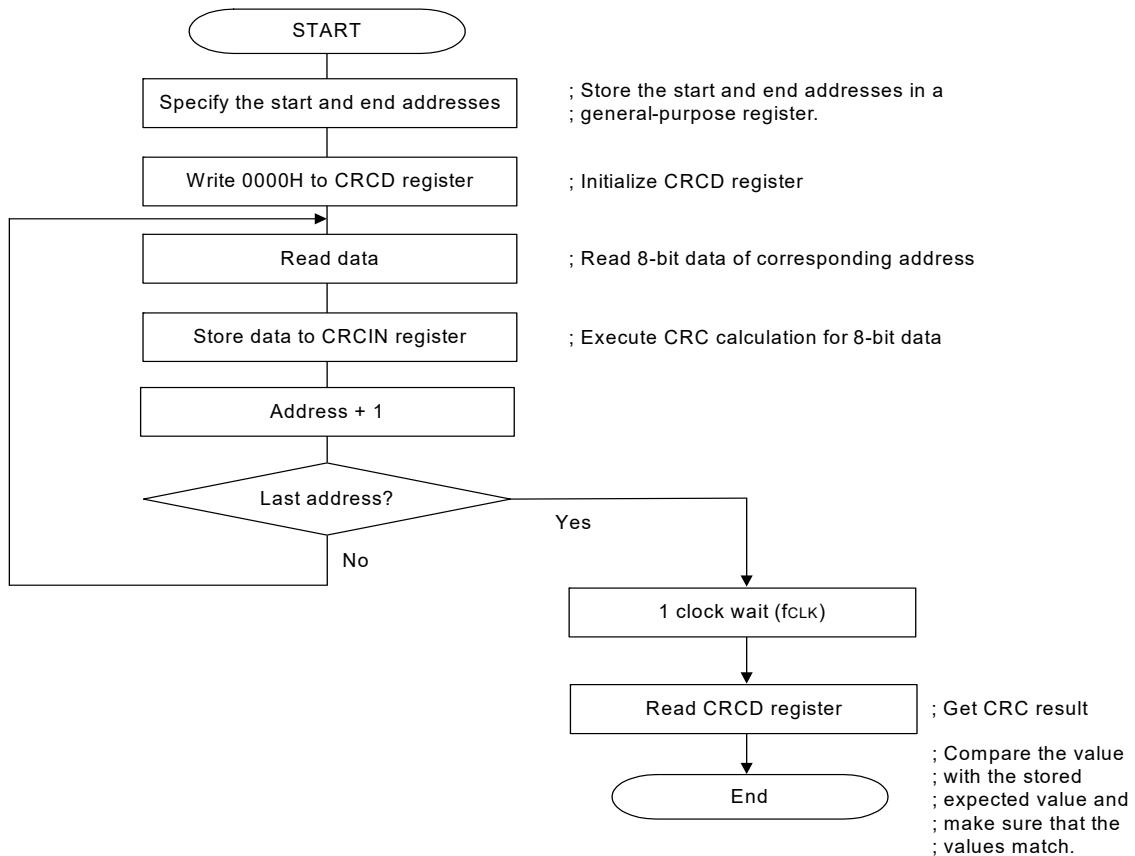 START
Specify the start and end addresses
; Store the start and end addresses in a
; general-purpose register.
Write 0000H to CRCD register
; Initialize CRCD register
Read data
; Read 8-bit data of corresponding address
Store data to CRCIN register
; Execute CRC calculation for 8-bit data
Address + 1
Last address?
Yes
No
1 clock wait (fCLK)
Read CRCD register
; Get CRC result
; Compare the value
; with the stored
; expected value and
; make sure that the
; values match.
End